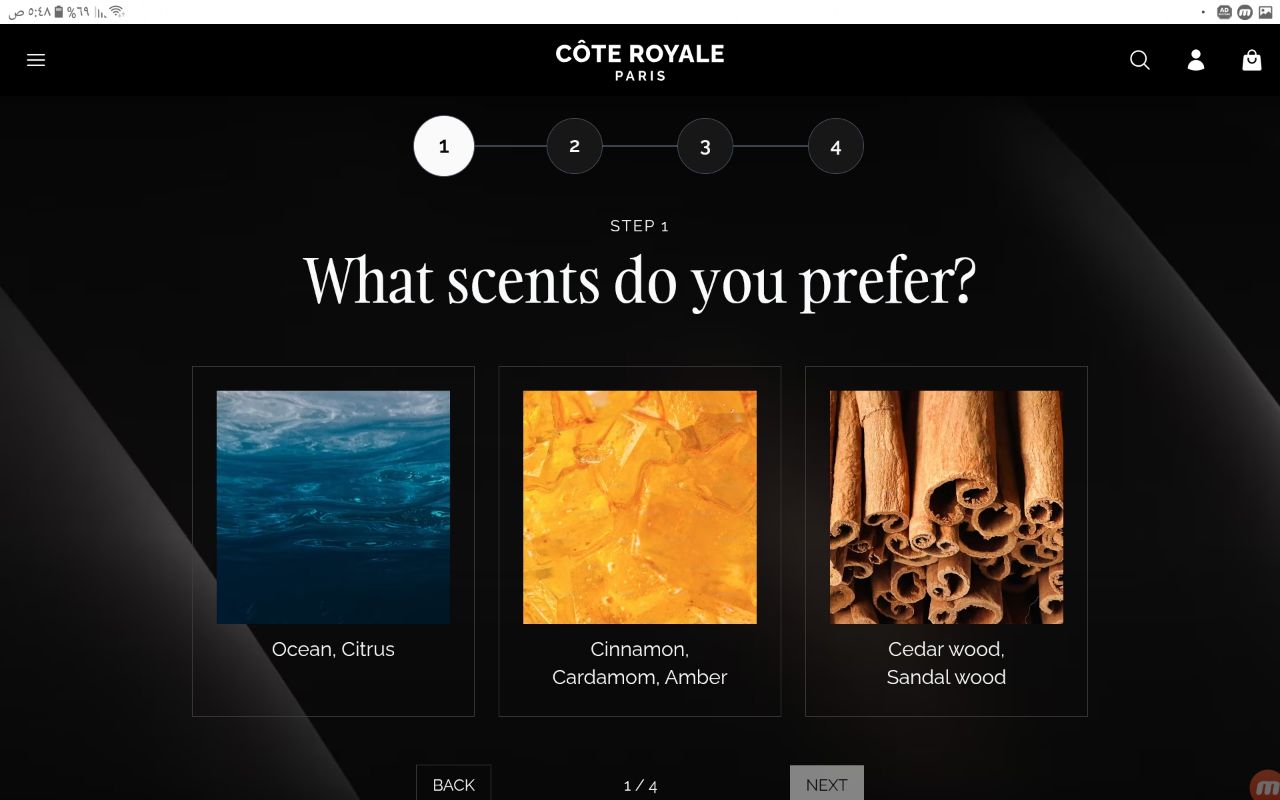 ٥:٤٨ ص
%٦٩
AD
CÔTE ROYALE
PARIS
1
2
3
4
STEP 1
What scents do you prefer?
Ocean, Citrus
Cinnamon,
Cardamom, Amber
Cedar wood,
Sandal wood
BACK
1 / 4
NEXT